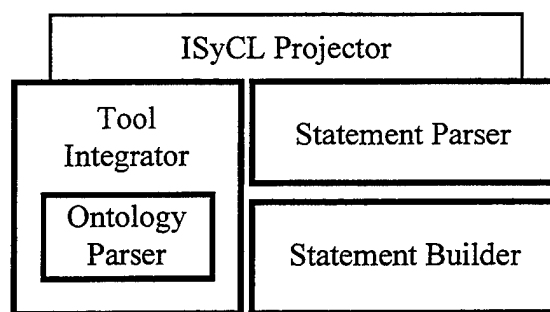 ISyCL Projector
Tool
Integrator
Ontology
Parser
Statement Parser
Statement Builder